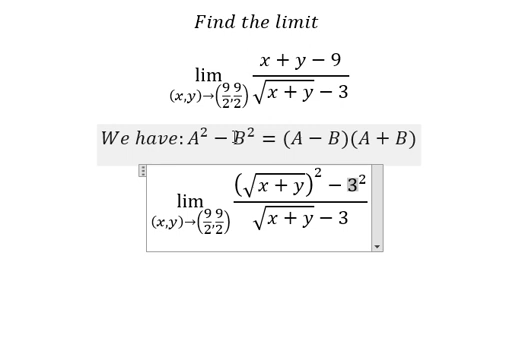 Find the limit
lim (x,y)→(9/2,9/2) x + y − 9 / √x + y − 3
We have: A² − B² = (A − B)(A + B)
lim (x,y)→(9/2,9/2) (√x + y)² − 3² / √x + y − 3